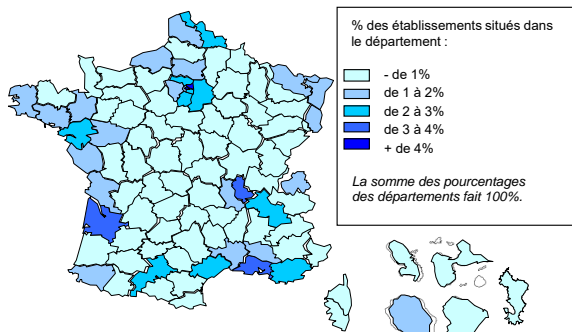 % des établissements situés dans
le département :
- de 1%
de 1 à 2%
de 2 à 3%
de 3 à 4%
+ de 4%
La somme des pourcentages
des départements fait 100%.